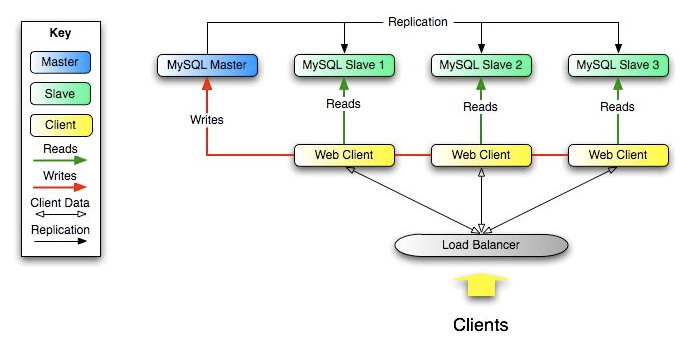 Key
Master
Slave
Client
Reads
Writes
Client Data
Replication
Replication
MySQL Master
MySQL Slave 1
MySQL Slave 2
MySQL Slave 3
Writes
Reads
Reads
Reads
Web Client
Web Client
Web Client
Load Balancer
Clients